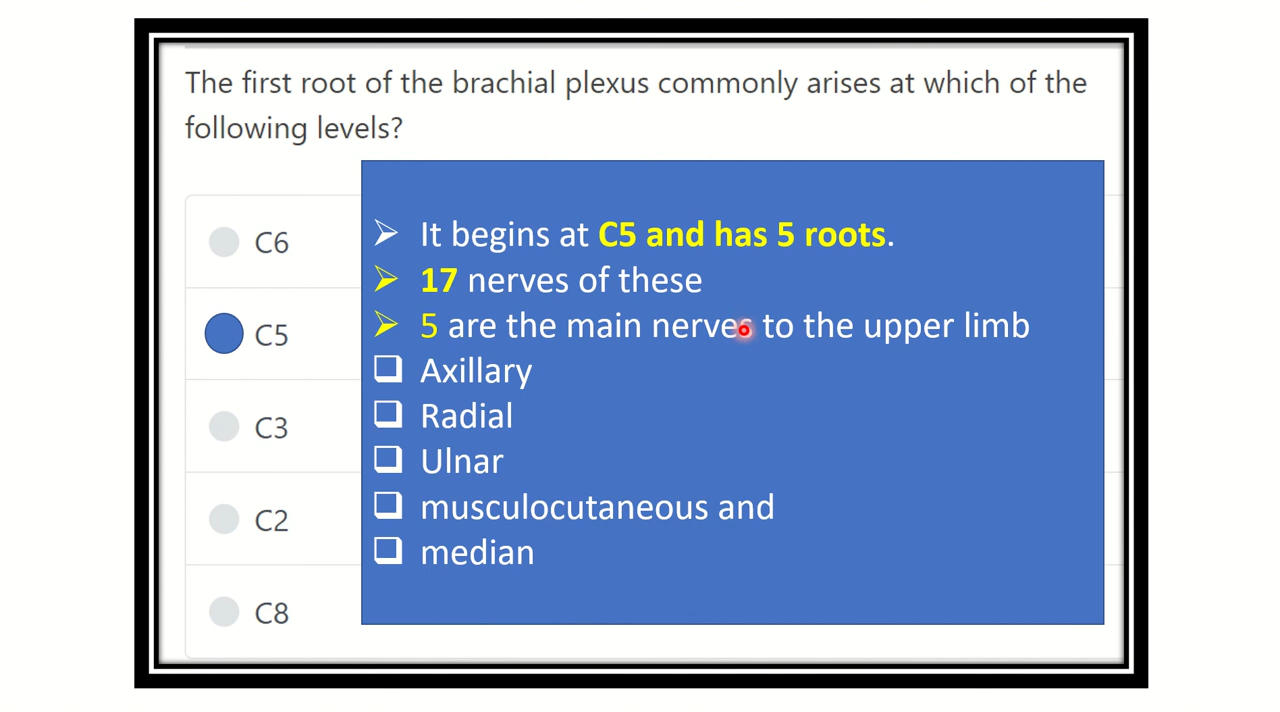 The first root of the brachial plexus commonly arises at which of the
following levels?
C6
C5
C3
C2
C8
It begins at C5 and has 5 roots.
17 nerves of these
5 are the main nerves to the upper limb
Axillary
Radial
Ulnar
musculocutaneous and
median